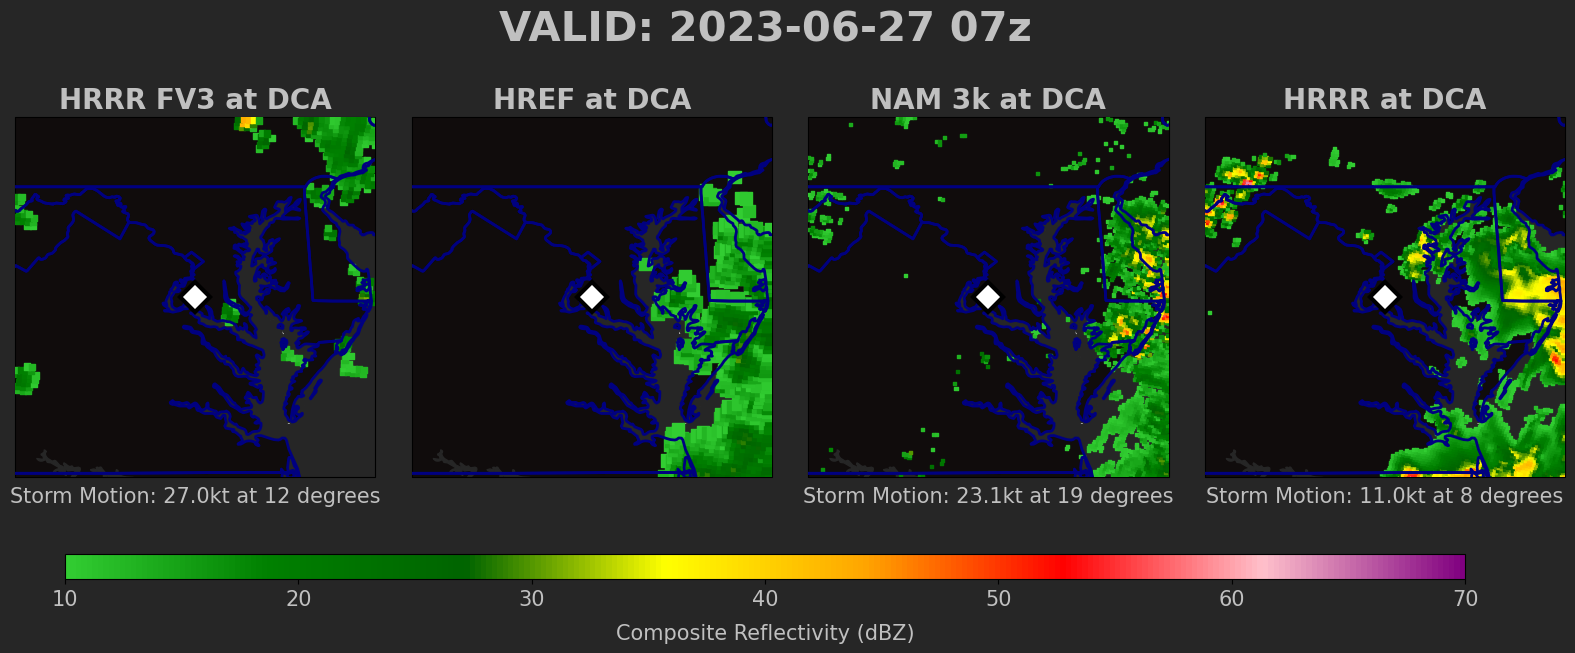 VALID: 2023-06-27 07z
HRRR FV3 at DCA
HREF at DCA
NAM 3k at DCA
HRRR at DCA
Storm Motion: 27.0kt at 12 degrees
Storm Motion: 23.1kt at 19 degrees
Storm Motion: 11.0kt at 8 degrees
10 20 30 40 50 60 70
Composite Reflectivity (dBZ)